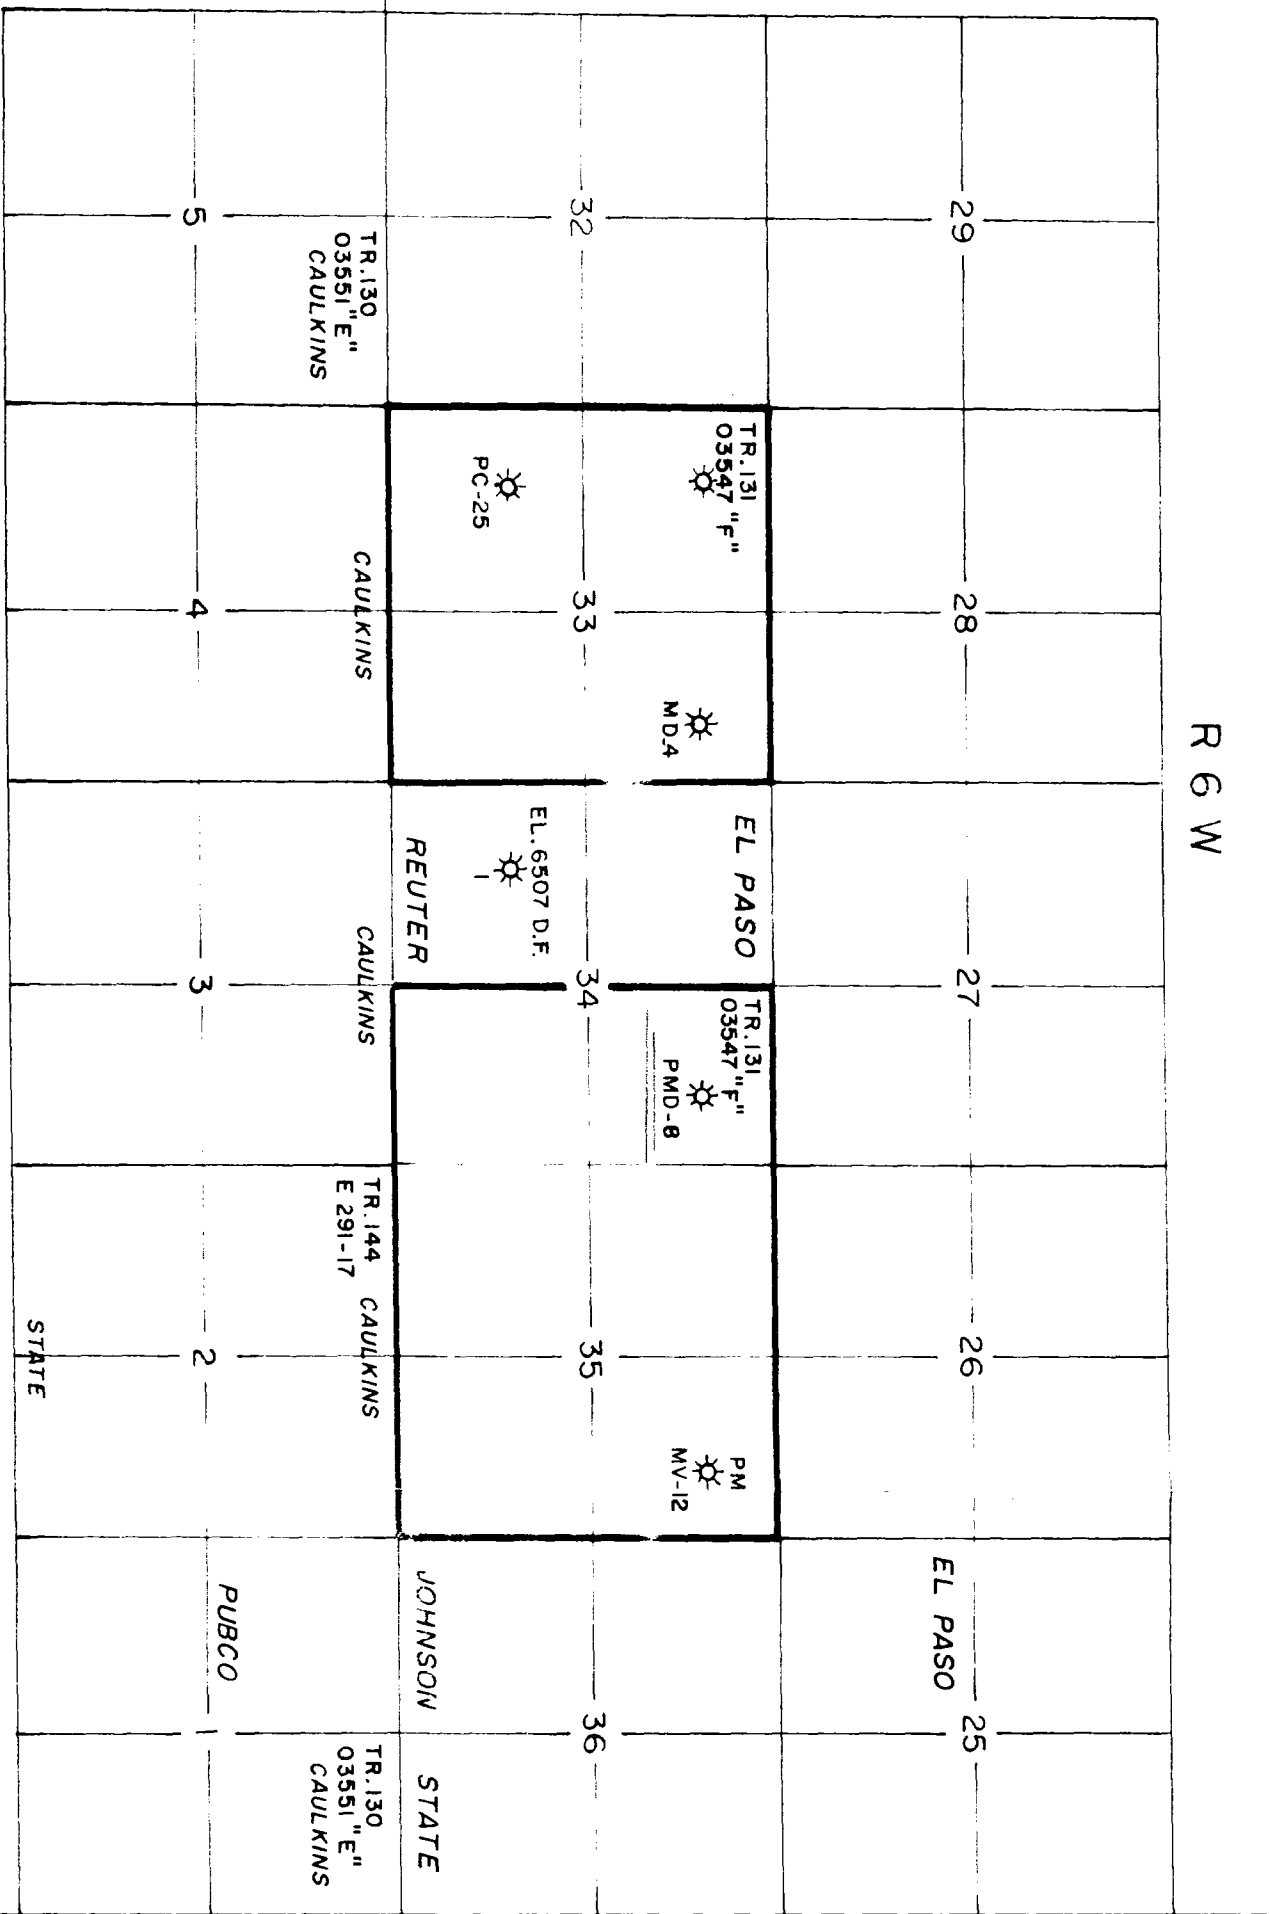 R 6 W
29
28
27
26
25
EL PASO
TR.131
03547 "F"
MD.4
EL PASO
TR.131
03547 "F"
PMD-8
PM
MV-12
32
33
34
35
36
PC-25
EL.6507 D.F.
1
REUTER
JOHNSON STATE
TR.130
03551 "E"
CAULKINS
CAULKINS
CAULKINS
TR.144
E 291-17
CAULKINS
TR.130
03551 "E"
CAULKINS
5
4
3
2
1
PUBCO
STATE